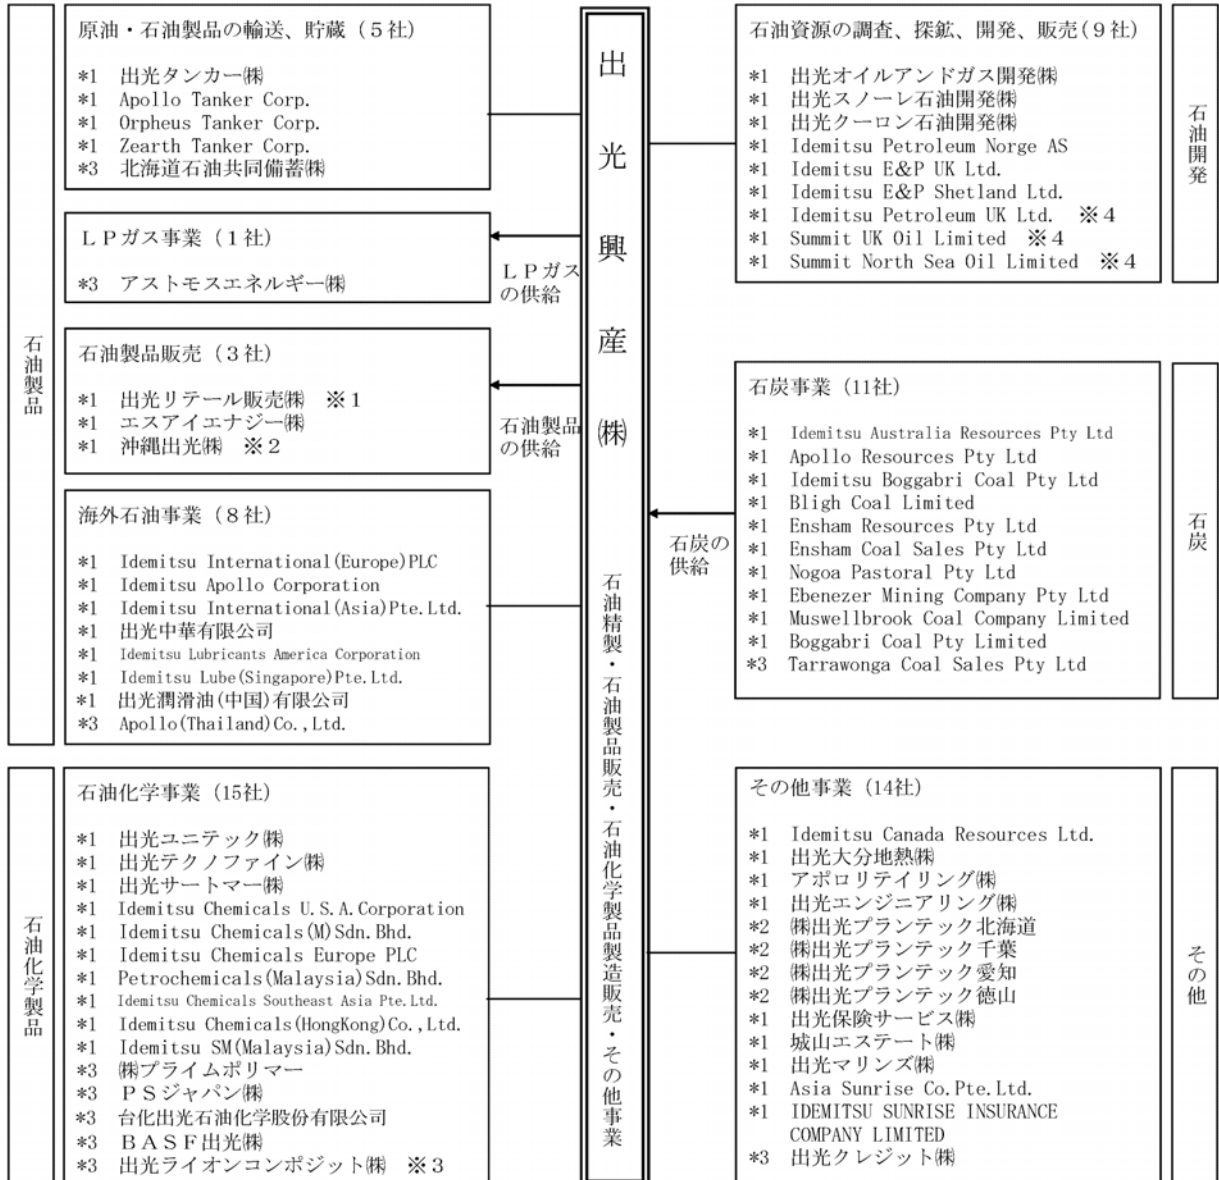 石油製品
原油・石油製品の輸送、貯蔵（５社）
*1 出光タンカー㈱
*1 Apollo Tanker Corp.
*1 Orpheus Tanker Corp.
*1 Zearth Tanker Corp.
*3 北海道石油共同備蓄㈱
ＬＰガス事業（１社）
*3 アストモスエネルギー㈱
ＬＰガス
の供給
石油製品販売（３社）
*1 出光リテール販売㈱ ※１
*1 エスアイエナジー㈱
*1 沖縄出光㈱ ※２
石油製品
の供給
海外石油事業（８社）
*1 Idemitsu International(Europe)PLC
*1 Idemitsu Apollo Corporation
*1 Idemitsu International(Asia)Pte.Ltd.
*1 出光中華有限公司
*1 Idemitsu Lubricants America Corporation
*1 Idemitsu Lube(Singapore)Pte.Ltd.
*1 出光潤滑油(中国)有限公司
*3 Apollo(Thailand)Co.,Ltd.
石油化学製品
石油化学事業（15社）
*1 出光ユニテック㈱
*1 出光テクノファイン㈱
*1 出光サートマー㈱
*1 Idemitsu Chemicals U.S.A.Corporation
*1 Idemitsu Chemicals(M)Sdn.Bhd.
*1 Idemitsu Chemicals Europe PLC
*1 Petrochemicals(Malaysia)Sdn.Bhd.
*1 Idemitsu Chemicals Southeast Asia Pte.Ltd.
*1 Idemitsu Chemicals(HongKong)Co.,Ltd.
*1 Idemitsu SM(Malaysia)Sdn.Bhd.
*3 ㈱プライムポリマー
*3 ＰＳジャパン㈱
*3 台化出光石油化学股份有限公司
*3 ＢＡＳＦ出光㈱
*3 出光ライオンコンポジット㈱ ※３
出光興産㈱
石油精製・石油製品販売・石油化学製品製造販売・その他事業
石油資源の調査、探鉱、開発、販売（９社）
*1 出光オイルアンドガス開発㈱
*1 出光スノーレ石油開発㈱
*1 出光クーロン石油開発㈱
*1 Idemitsu Petroleum Norge AS
*1 Idemitsu E&P UK Ltd.
*1 Idemitsu E&P Shetland Ltd.
*1 Idemitsu Petroleum UK Ltd. ※４
*1 Summit UK Oil Limited ※４
*1 Summit North Sea Oil Limited ※４
石油開発
石炭事業（11社）
*1 Idemitsu Australia Resources Pty Ltd
*1 Apollo Resources Pty Ltd
*1 Idemitsu Boggabri Coal Pty Ltd
*1 Bligh Coal Limited
*1 Ensham Resources Pty Ltd
*1 Ensham Coal Sales Pty Ltd
*1 Nogoa Pastoral Pty Ltd
*1 Ebenezer Mining Company Pty Ltd
*1 Muswellbrook Coal Company Limited
*1 Boggabri Coal Pty Limited
*3 Tarrawonga Coal Sales Pty Ltd
石炭の
供給
石炭
その他事業（14社）
*1 Idemitsu Canada Resources Ltd.
*1 出光大分地熱㈱
*1 アポロリテイリング㈱
*1 出光エンジニアリング㈱
*2 ㈱出光プランテック北海道
*2 ㈱出光プランテック千葉
*2 ㈱出光プランテック愛知
*2 ㈱出光プランテック徳山
*1 出光保険サービス㈱
*1 城山エステート㈱
*1 出光マリンズ㈱
*1 Asia Sunrise Co.Pte.Ltd.
*1 IDEMITSU SUNRISE INSURANCE
COMPANY LIMITED
*3 出光クレジット㈱
その他